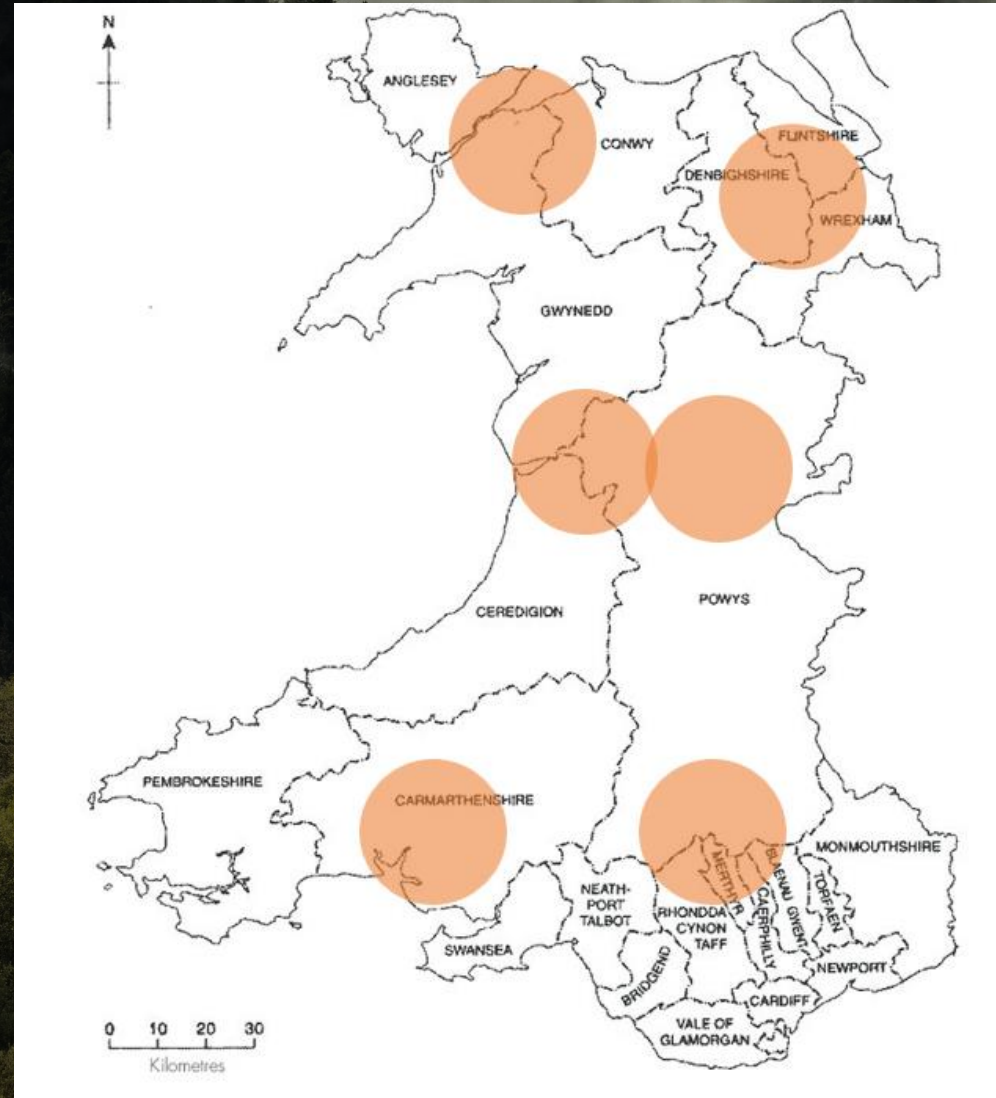 N
ANGLESEY
FLINTSHIRE
CONWY
DENBIGHSHIRE
WREXHAM
GWYNEDD
POWYS
CEREDIGION
PEMBROKESHIRE
CARMARTHENSHIRE
MONMOUTHSHIRE
MERTHYR
BLAENAU GWENT
TORFAEN
CAERPHILLY
NEATH-
PORT
TALBOT
RHONDDA
CYNON
TAFF
SWANSEA
NEWPORT
BRIDGEND
CARDIFF
VALE OF
GLAMORGAN
0 10 20 30
Kilometres